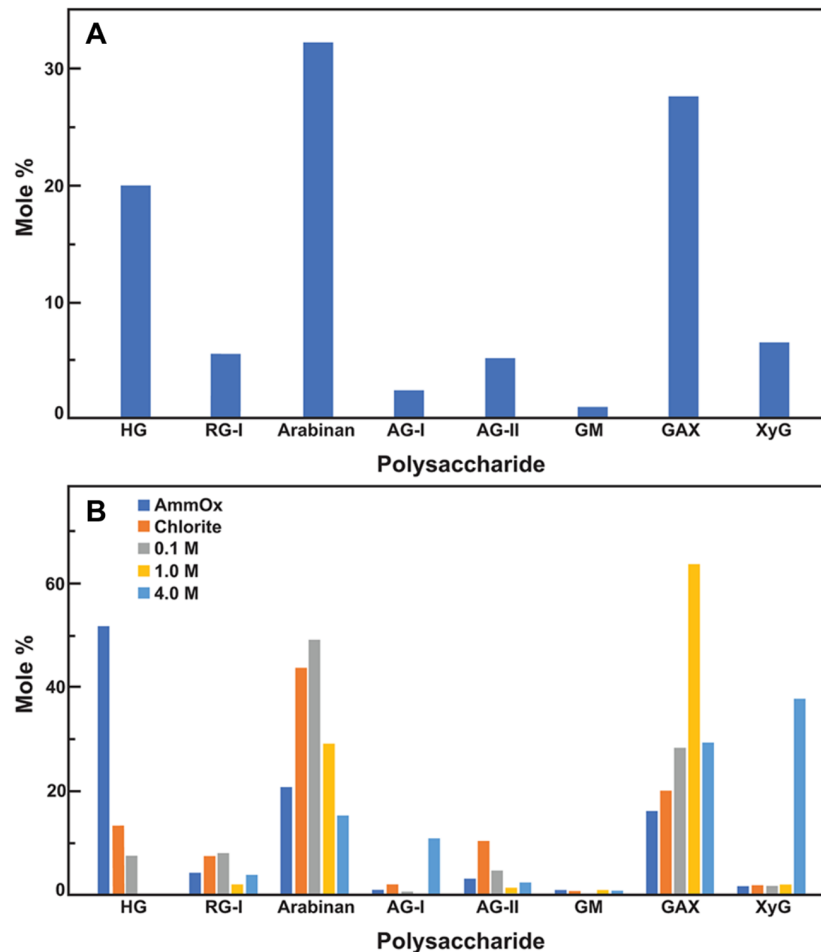 A
30
20
10
0
Mole %
HG RG-I Arabinan AG-I AG-II GM GAX XyG
Polysaccharide
B
AmmOx
Chlorite
0.1 M
1.0 M
4.0 M
60
40
20
0
Mole %
HG RG-I Arabinan AG-I AG-II GM GAX XyG
Polysaccharide